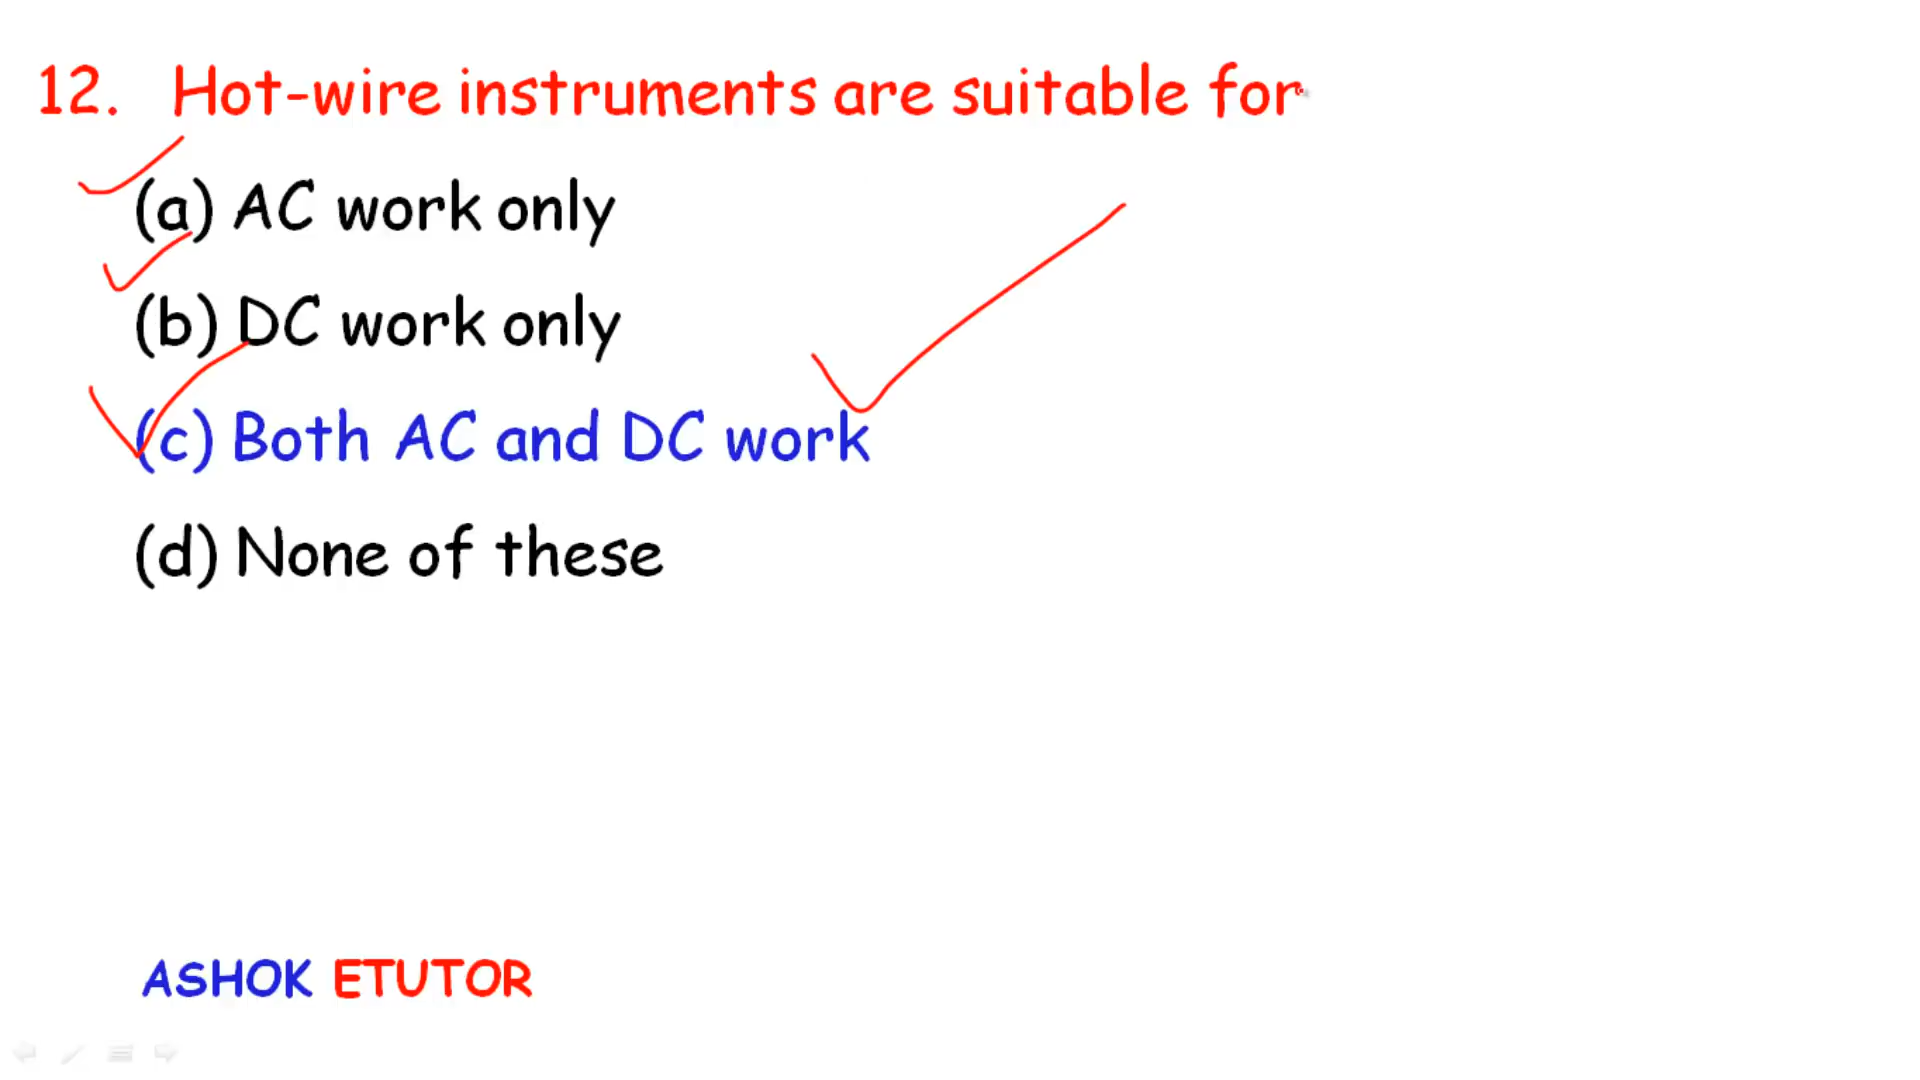 12. Hot-wire instruments are suitable for
(a) AC work only
(b) DC work only
(c) Both AC and DC work
(d) None of these
ASHOK ETUTOR